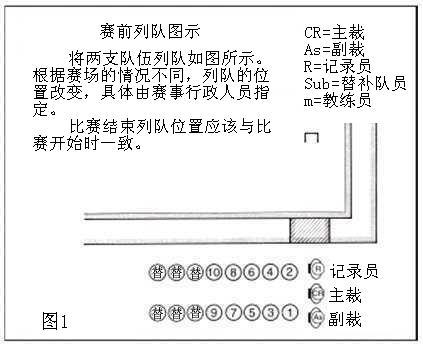 赛前列队图示
将两支队伍列队如图所示。
根据赛场的情况不同，列队的位
置改变，具体由赛事行政人员指
定。
比赛结束列队位置应该与比
赛开始时一致。
CR=主裁
As=副裁
R=记录员
Sub=替补队员
m=教练员
替替替⑩⑧⑥④② R 记录员
CR 主裁
替替替⑨⑦⑤③① As 副裁
图1